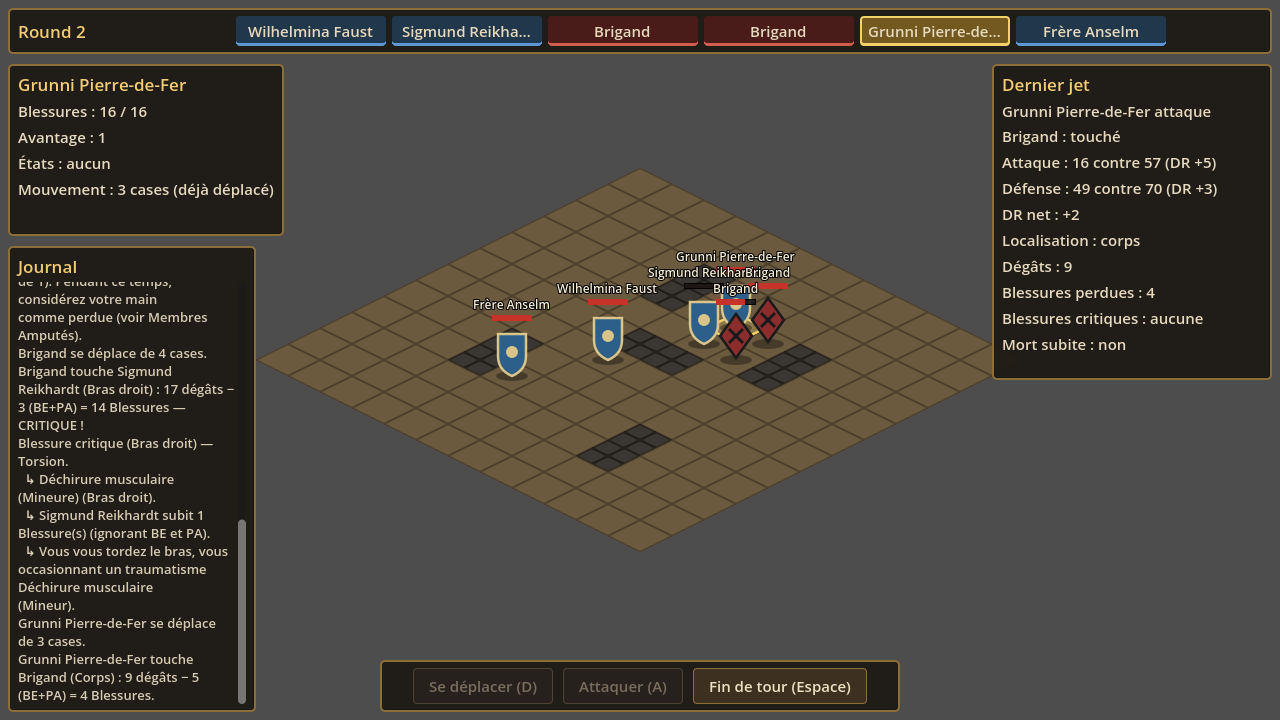 Round 2
Wilhelmina Faust
Sigmund Reikha...
Brigand
Brigand
Grunni Pierre-de...
Frère Anselm
Grunni Pierre-de-Fer
Blessures : 16 / 16
Avantage : 1
États : aucun
Mouvement : 3 cases (déjà déplacé)
Journal
de 1). Pendant ce temps,
considérez votre main
comme perdue (voir Membres
Amputés).
Brigand se déplace de 4 cases.
Brigand touche Sigmund
Reikhardt (Bras droit) : 17 dégâts −
3 (BE+PA) = 14 Blessures —
CRITIQUE !
Blessure critique (Bras droit) —
Torsion.
↳ Déchirure musculaire
(Mineure) (Bras droit).
↳ Sigmund Reikhardt subit 1
Blessure(s) (ignorant BE et PA).
↳ Vous vous tordez le bras, vous
occasionnant un traumatisme
Déchirure musculaire
(Mineur).
Grunni Pierre-de-Fer se déplace
de 3 cases.
Grunni Pierre-de-Fer touche
Brigand (Corps) : 9 dégâts − 5
(BE+PA) = 4 Blessures.
Grunni Pierre-de-Fer
Sigmund Reikhar
Brigand
Wilhelmina Faust
Brigand
Frère Anselm
Dernier jet
Grunni Pierre-de-Fer attaque
Brigand : touché
Attaque : 16 contre 57 (DR +5)
Défense : 49 contre 70 (DR +3)
DR net : +2
Localisation : corps
Dégâts : 9
Blessures perdues : 4
Blessures critiques : aucune
Mort subite : non
Se déplacer (D)
Attaquer (A)
Fin de tour (Espace)